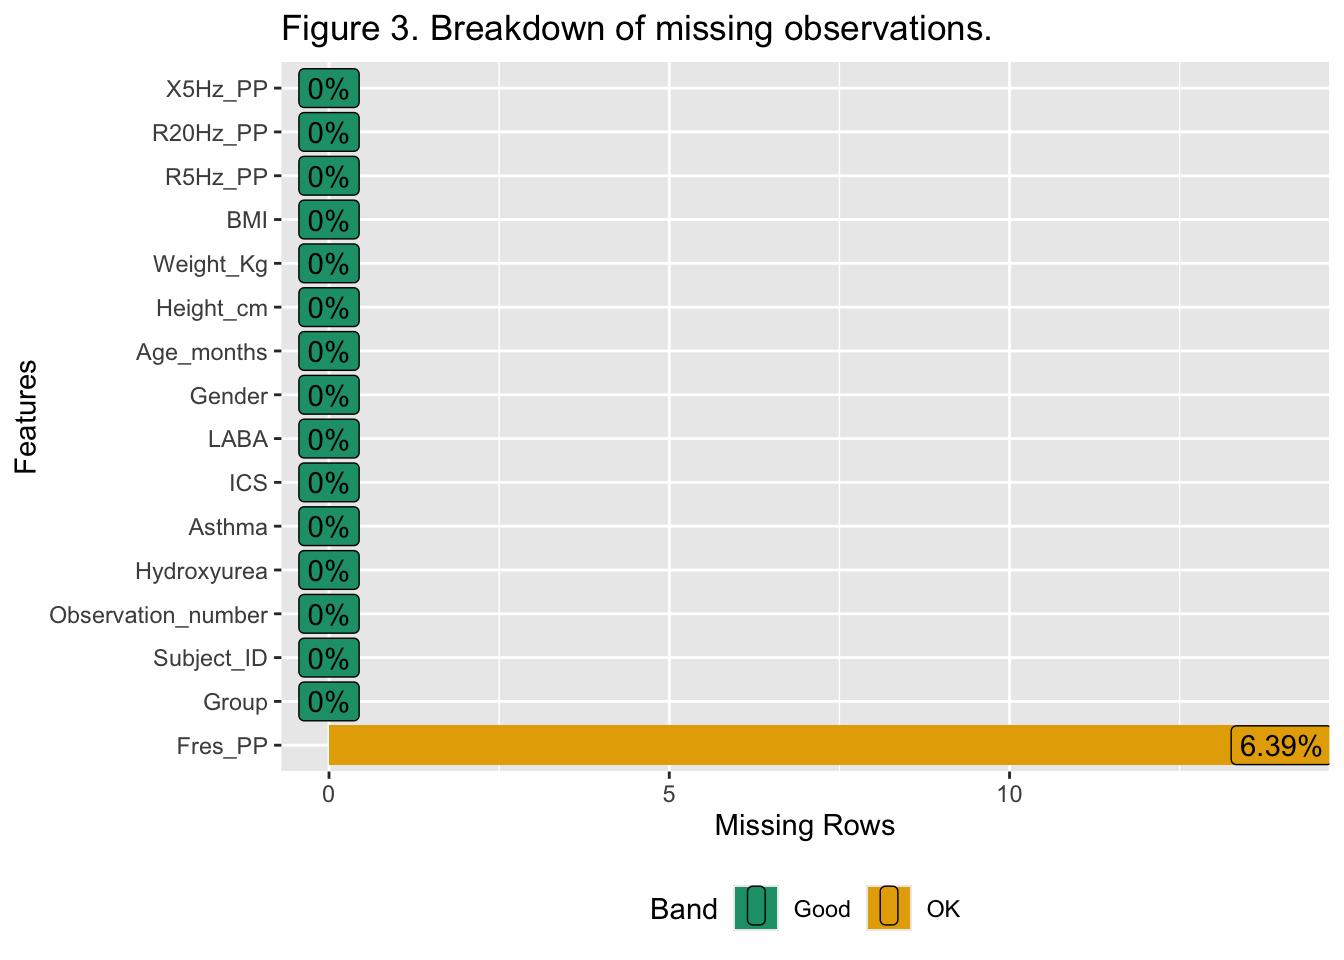 Figure 3. Breakdown of missing observations.
Features
X5Hz_PP 0%
R20Hz_PP 0%
R5Hz_PP 0%
BMI 0%
Weight_Kg 0%
Height_cm 0%
Age_months 0%
Gender 0%
LABA 0%
ICS 0%
Asthma 0%
Hydroxyurea 0%
Observation_number 0%
Subject_ID 0%
Group 0%
Fres_PP 6.39%
0 5 10
Missing Rows
Band Good OK